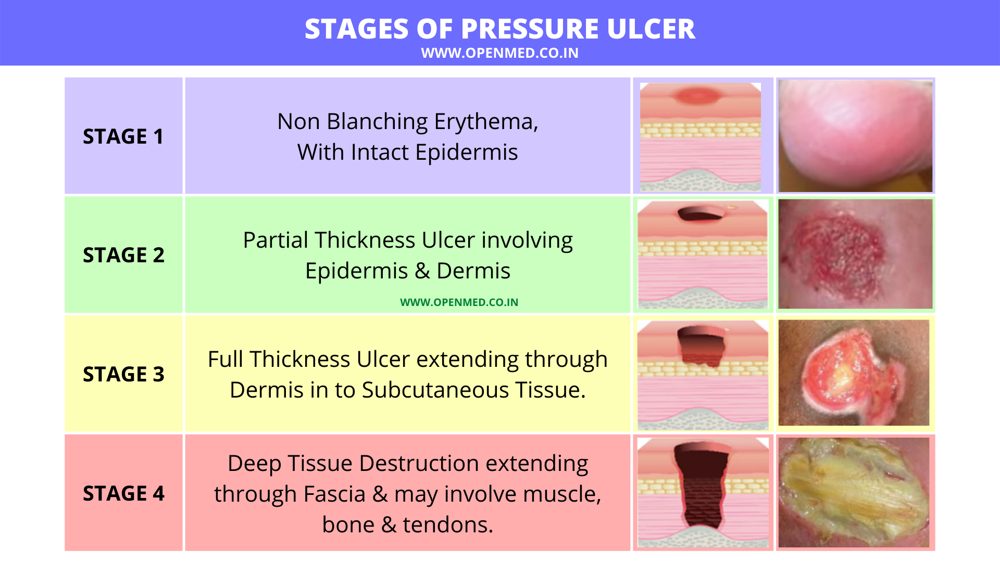 STAGES OF PRESSURE ULCER
WWW.OPENMED.CO.IN
STAGE 1
Non Blanching Erythema,
With Intact Epidermis
STAGE 2
Partial Thickness Ulcer involving
Epidermis & Dermis
WWW.OPENMED.CO.IN
STAGE 3
Full Thickness Ulcer extending through
Dermis in to Subcutaneous Tissue.
STAGE 4
Deep Tissue Destruction extending
through Fascia & may involve muscle,
bone & tendons.